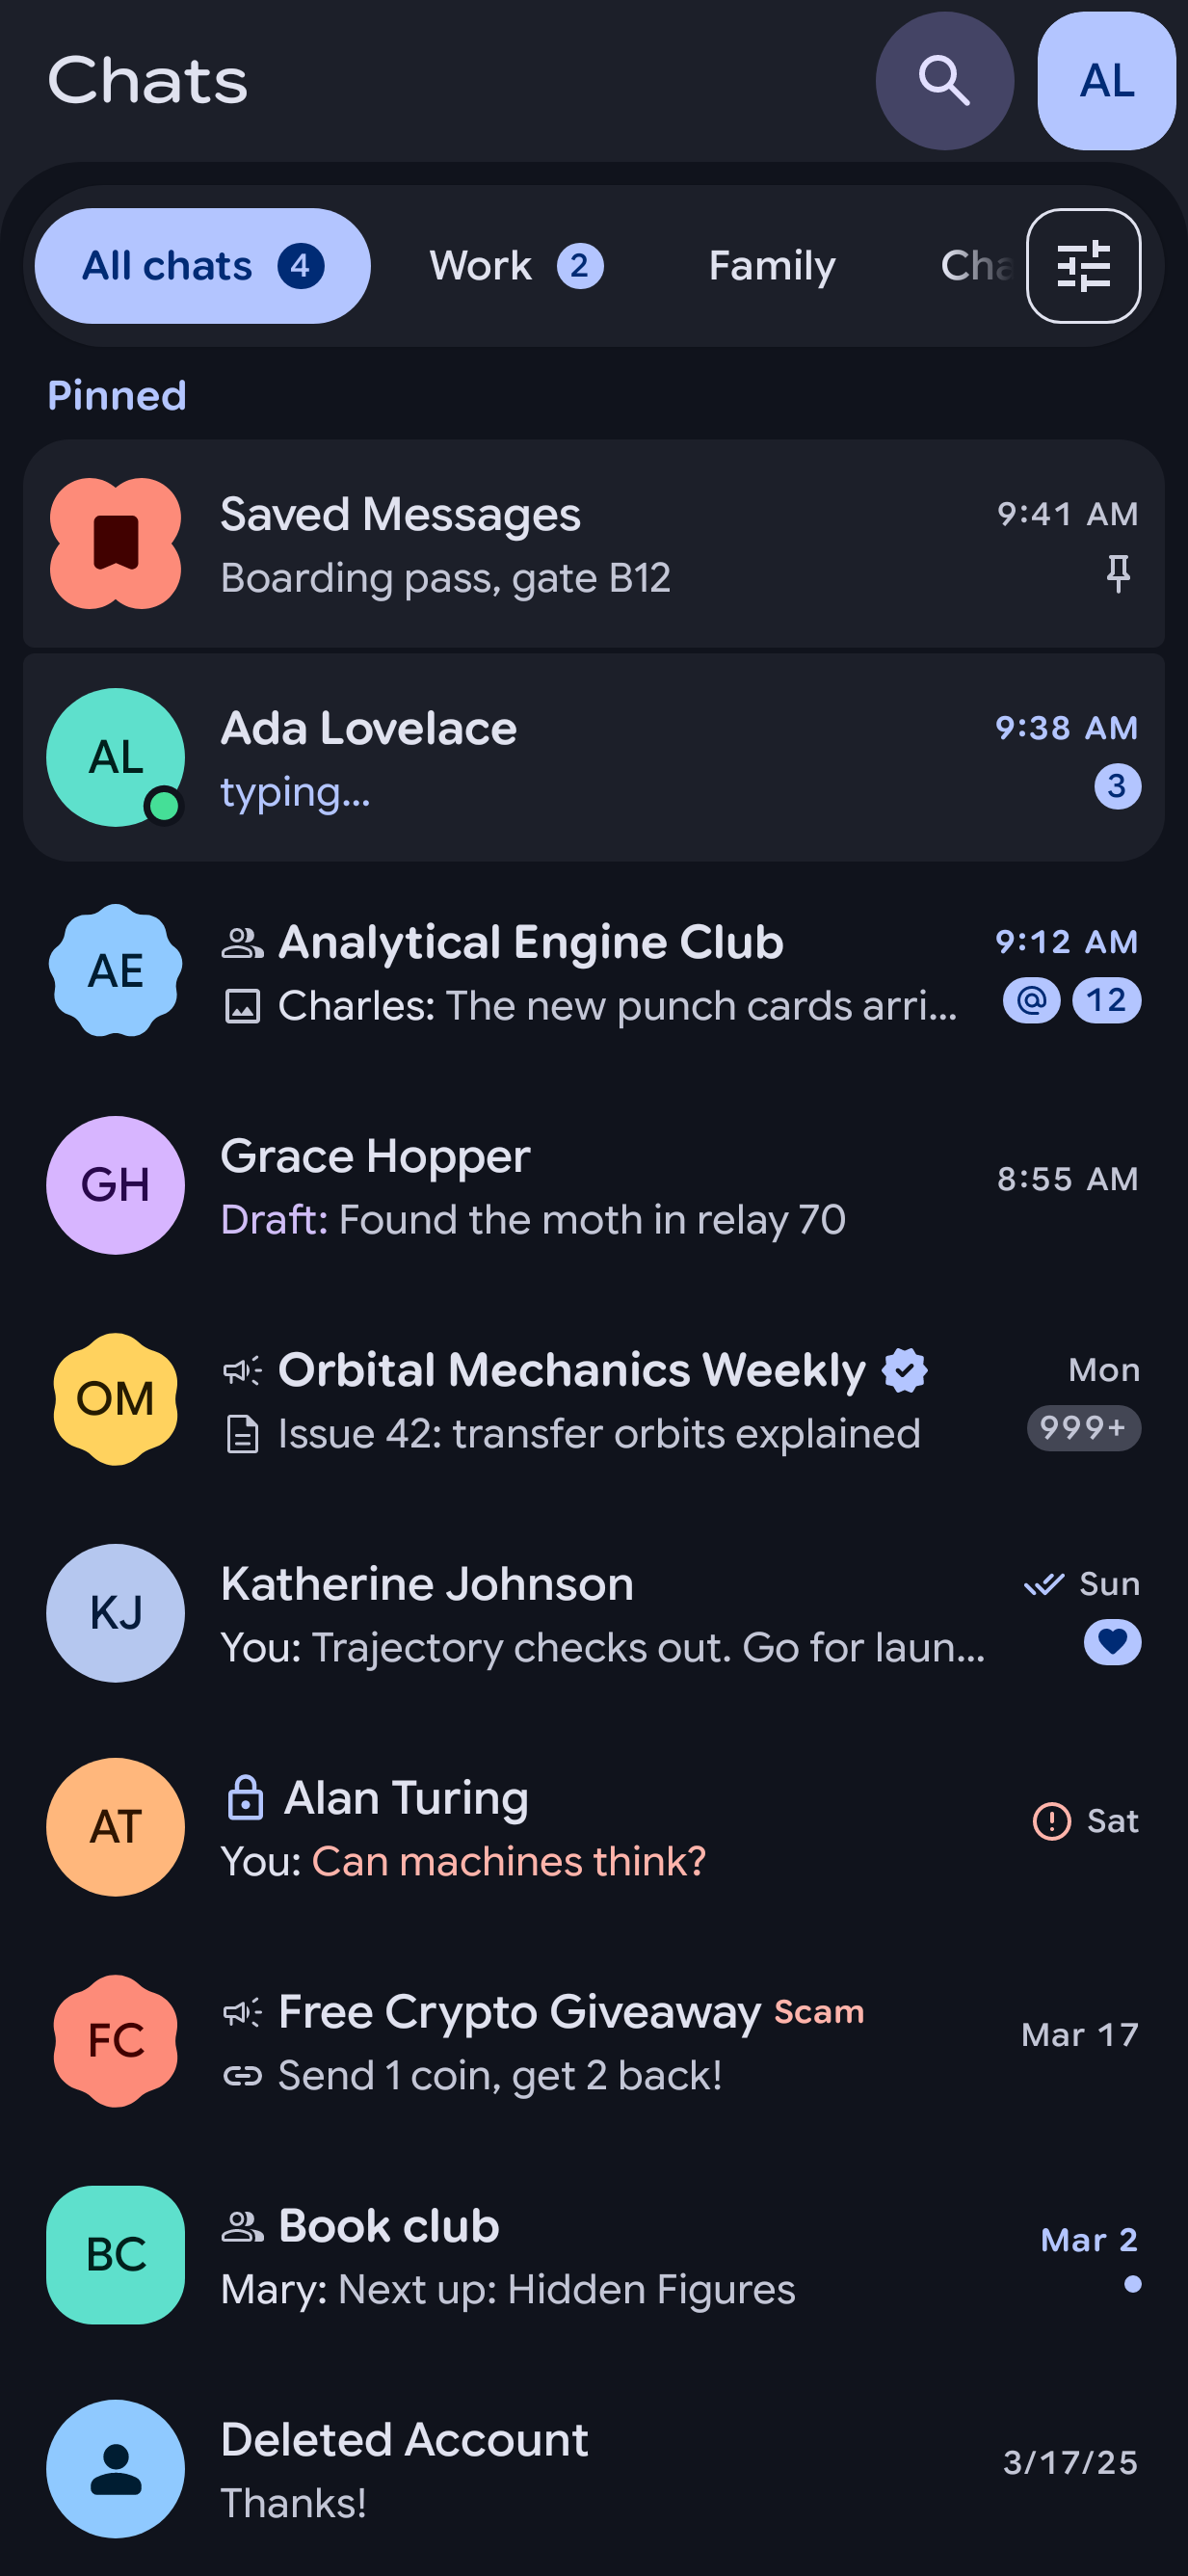 Chats
AL
All chats 4
Work 2
Family
Cha
Pinned
Saved Messages
9:41 AM
Boarding pass, gate B12
AL
Ada Lovelace
9:38 AM
typing...
3
AE
Analytical Engine Club
9:12 AM
Charles: The new punch cards arri...
@ 12
GH
Grace Hopper
8:55 AM
Draft: Found the moth in relay 70
OM
Orbital Mechanics Weekly
Mon
Issue 42: transfer orbits explained
999+
KJ
Katherine Johnson
Sun
You: Trajectory checks out. Go for laun...
AT
Alan Turing
Sat
You: Can machines think?
FC
Free Crypto Giveaway Scam
Mar 17
Send 1 coin, get 2 back!
BC
Book club
Mar 2
Mary: Next up: Hidden Figures
Deleted Account
3/17/25
Thanks!